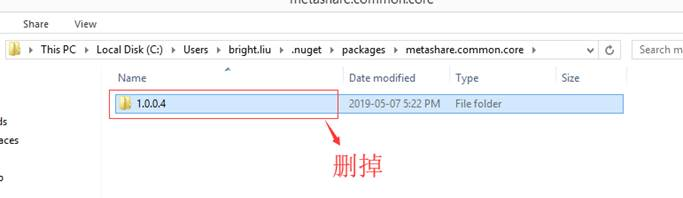 metashare.common.core
Share View
This PC Local Disk (C:) Users bright.liu .nuget packages metashare.common.core Search m
Name Date modified Type Size
1.0.0.4 2019-05-07 5:22 PM File folder
ds
aces
删掉